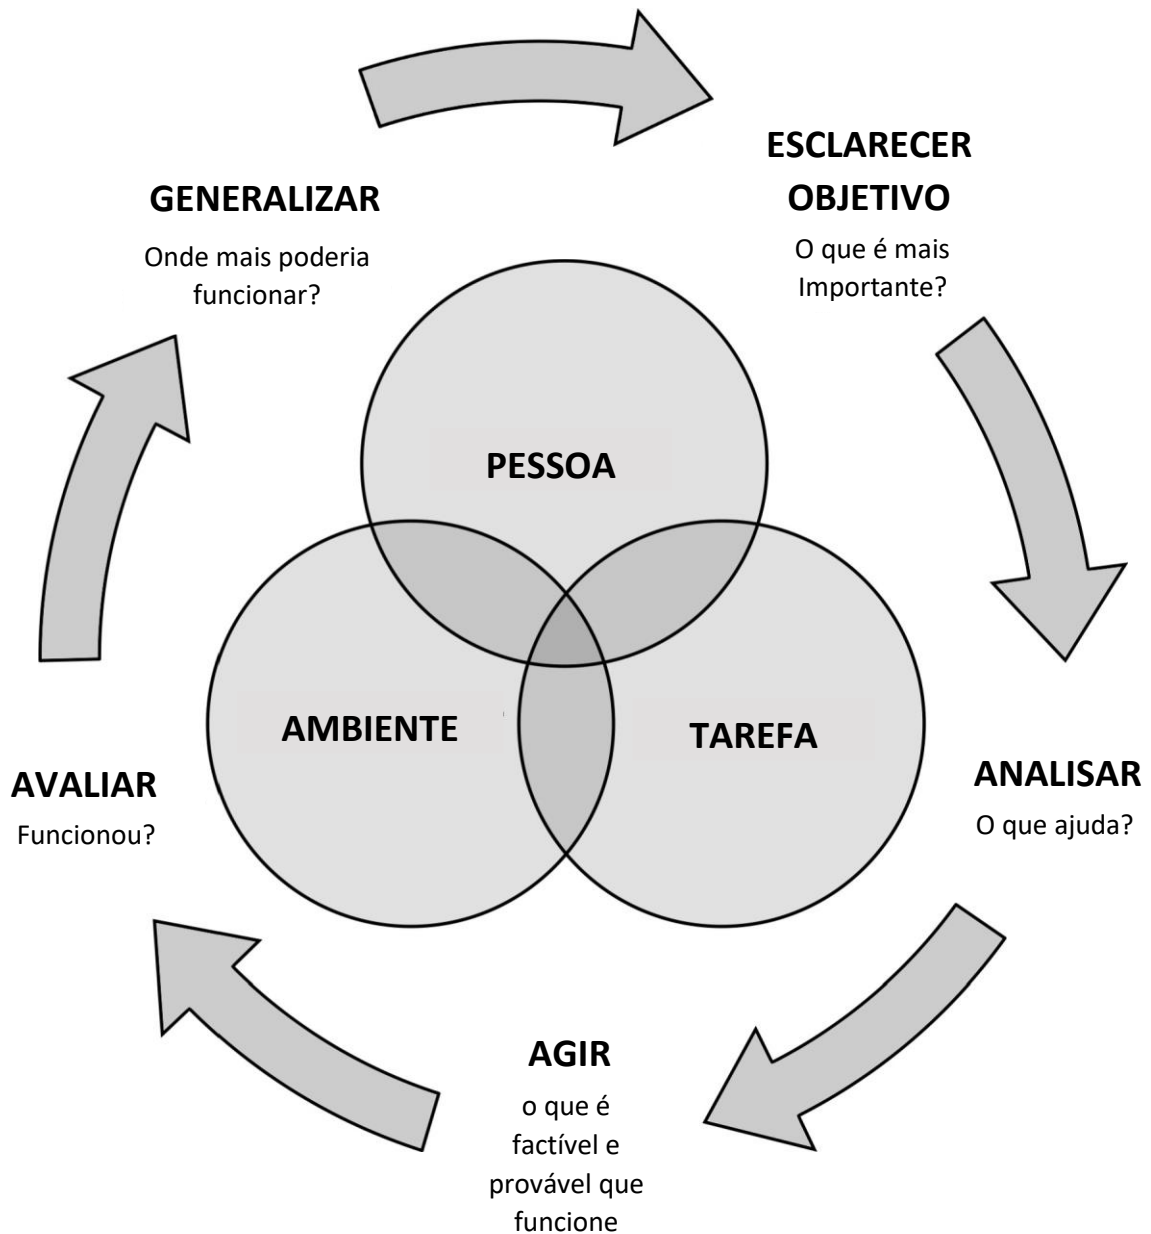 ESCLARECER
OBJETIVO
O que é mais
Importante?
GENERALIZAR
Onde mais poderia
funcionar?
PESSOA
AMBIENTE
TAREFA
ANALISAR
O que ajuda?
AVALIAR
Funcionou?
AGIR
o que é
factível e
provável que
funcione